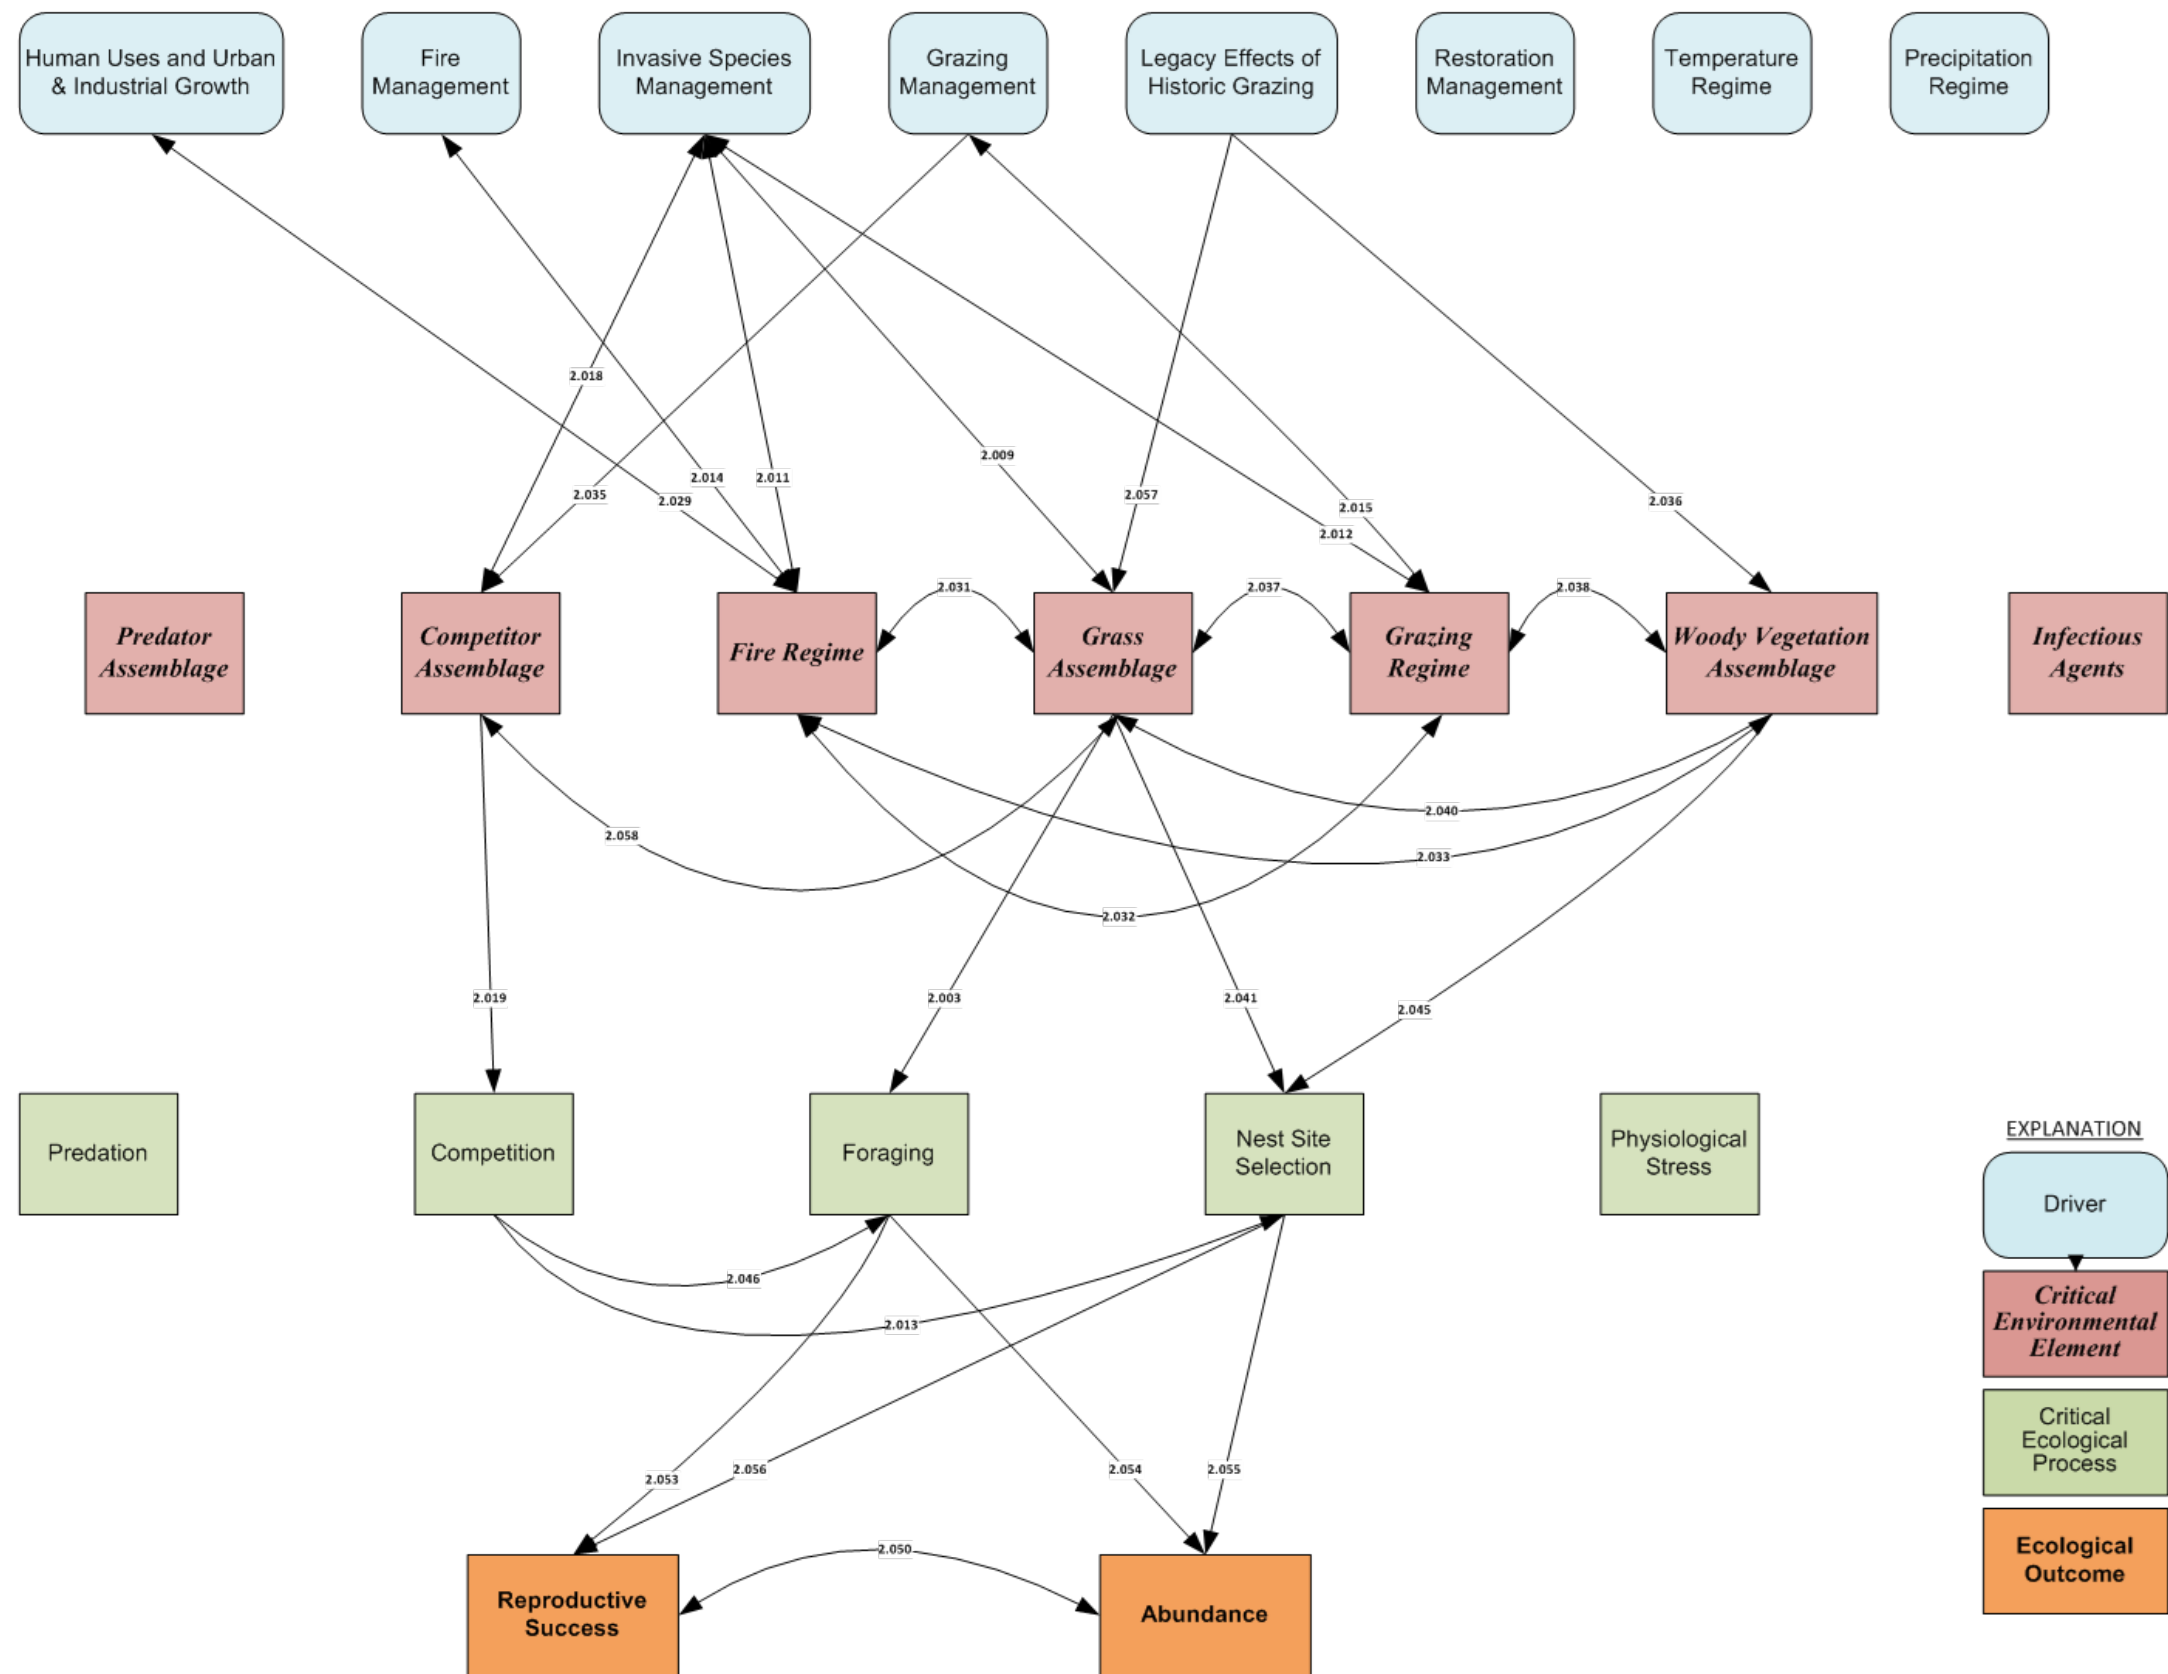 Human Uses and Urban
& Industrial Growth
Fire
Management
Invasive Species
Management
Grazing
Management
Legacy Effects of
Historic Grazing
Restoration
Management
Temperature
Regime
Precipitation
Regime
2.018
2.009
2.014
2.011
2.035
2.029
2.057
2.015
2.012
2.036
2.031
2.037
2.038
Predator
Assemblage
Competitor
Assemblage
Fire Regime
Grass
Assemblage
Grazing
Regime
Woody Vegetation
Assemblage
Infectious
Agents
2.040
2.058
2.033
2.032
2.019
2.003
2.041
2.045
Predation
Competition
Foraging
Nest Site
Selection
Physiological
Stress
EXPLANATION
Driver
Critical
Environmental
Element
Critical
Ecological
Process
Ecological
Outcome
2.046
2.013
2.053
2.056
2.054
2.055
2.050
Reproductive
Success
Abundance